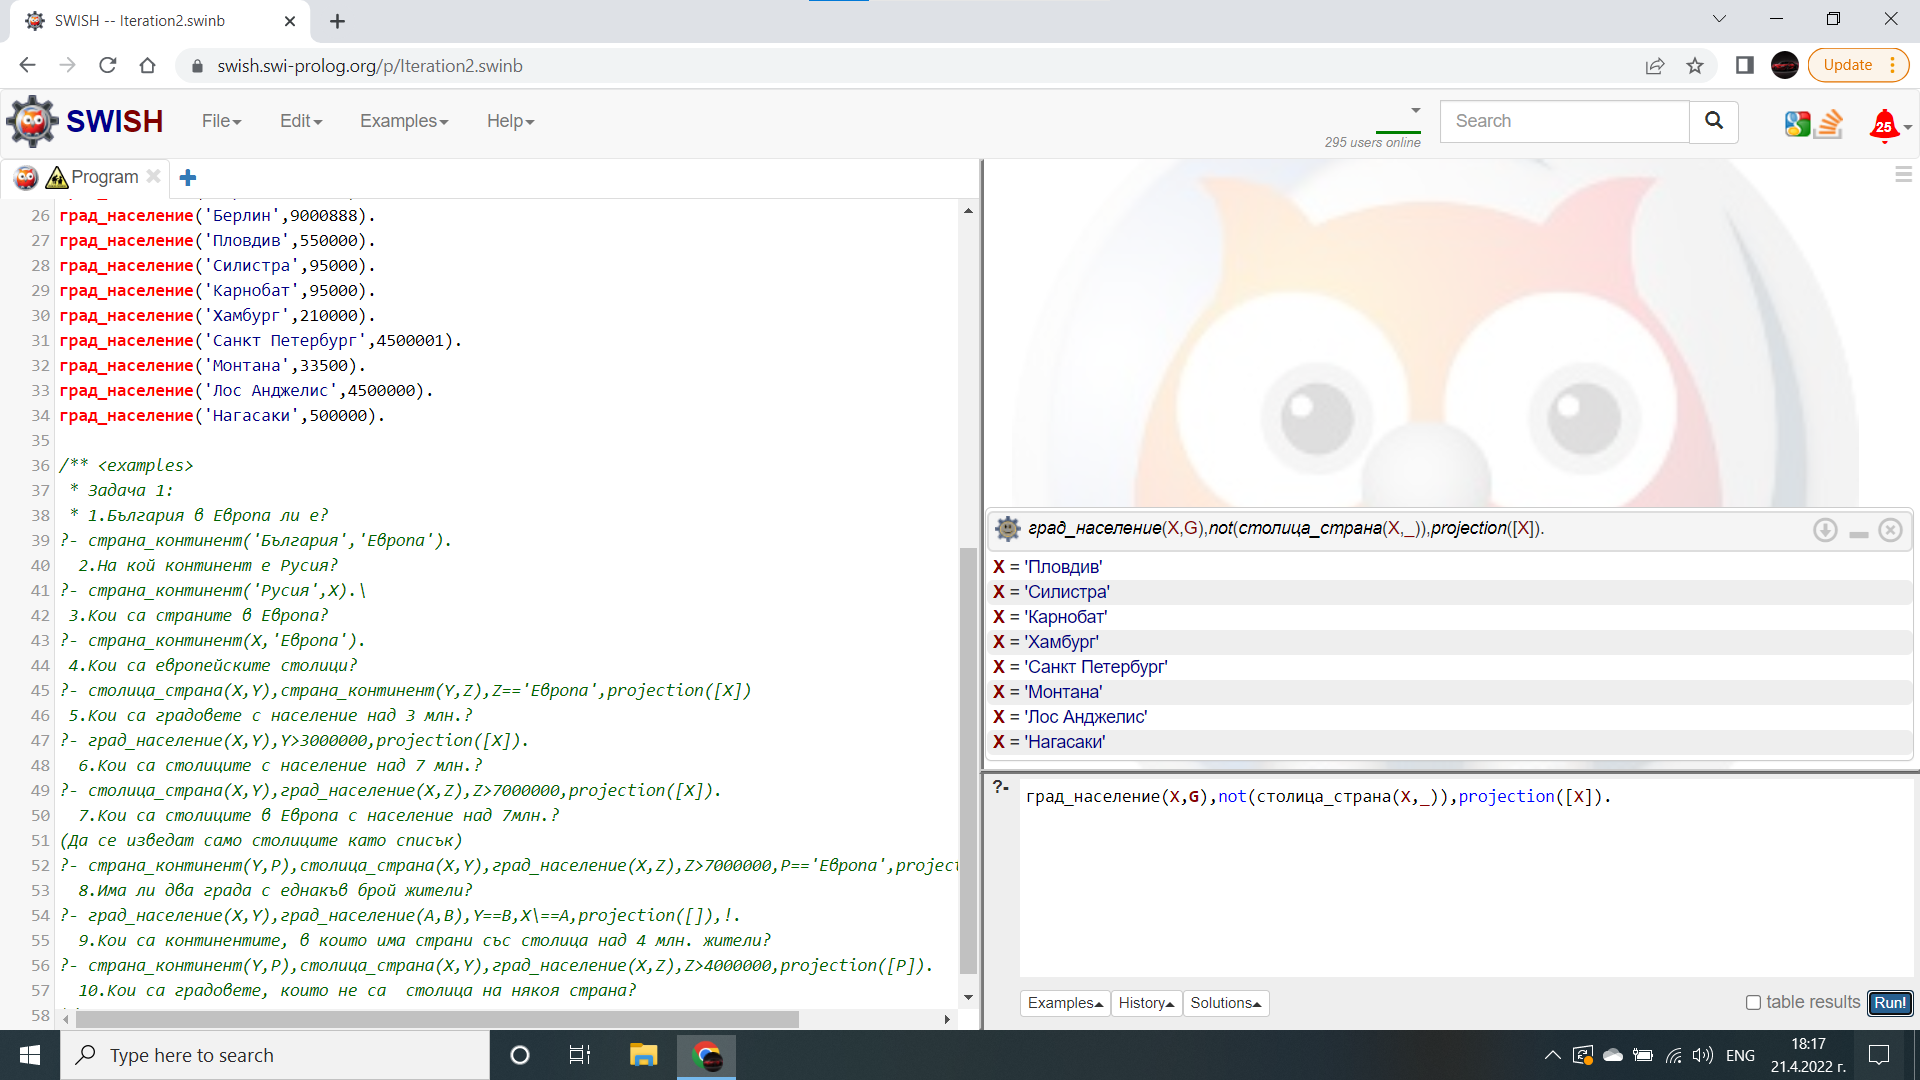 SWISH -- Iteration2.swinb
swish.swi-prolog.org/p/Iteration2.swinb
Update
SWISH
File
Edit
Examples
Help
295 users online
Search
25
Program
26 град_население('Берлин',9000888).
27 град_население('Пловдив',550000).
28 град_население('Силистра',95000).
29 град_население('Карнобат',95000).
30 град_население('Хамбург',210000).
31 град_население('Санкт Петербург',4500001).
32 град_население('Монтана',33500).
33 град_население('Лос Анджелис',4500000).
34 град_население('Нагасаки',500000).
35
36 /** <examples>
37 * Задача 1:
38 * 1.България в Европа ли е?
39 ?- страна_континент('България','Европа').
40 2.На кой континент е Русия?
41 ?- страна_континент('Русия',X).\
42 3.Кои са страните в Европа?
43 ?- страна_континент(X,'Европа').
44 4.Кои са европейските столици?
45 ?- столица_страна(X,Y),страна_континент(Y,Z),Z=='Европа',projection([X])
46 5.Кои са градовете с население над 3 млн.?
47 ?- град_население(X,Y),Y>3000000,projection([X]).
48 6.Кои са столиците с население над 7 млн.?
49 ?- столица_страна(X,Y),град_население(X,Z),Z>7000000,projection([X]).
50 7.Кои са столиците в Европа с население над 7млн.?
51 (Да се изведат само столиците като списък)
52 ?- страна_континент(Y,P),столица_страна(X,Y),град_население(X,Z),Z>7000000,P=='Европа',project
53 8.Има ли два града с еднакъв брой жители?
54 ?- град_население(X,Y),град_население(A,B),Y==B,X\==A,projection([]),!.
55 9.Кои са континентите, в които има страни със столица над 4 млн. жители?
56 ?- страна_континент(Y,P),столица_страна(X,Y),град_население(X,Z),Z>4000000,projection([P]).
57 10.Кои са градовете, които не са  столица на някоя страна?
58
град_население(X,G),not(столица_страна(X,_)),projection([X]).
X = 'Пловдив'
X = 'Силистра'
X = 'Карнобат'
X = 'Хамбург'
X = 'Санкт Петербург'
X = 'Монтана'
X = 'Лос Анджелис'
X = 'Нагасаки'
?- град_население(X,G),not(столица_страна(X,_)),projection([X]).
Examples
History
Solutions
table results
Run!
Type here to search
ENG
18:17
21.4.2022 г.